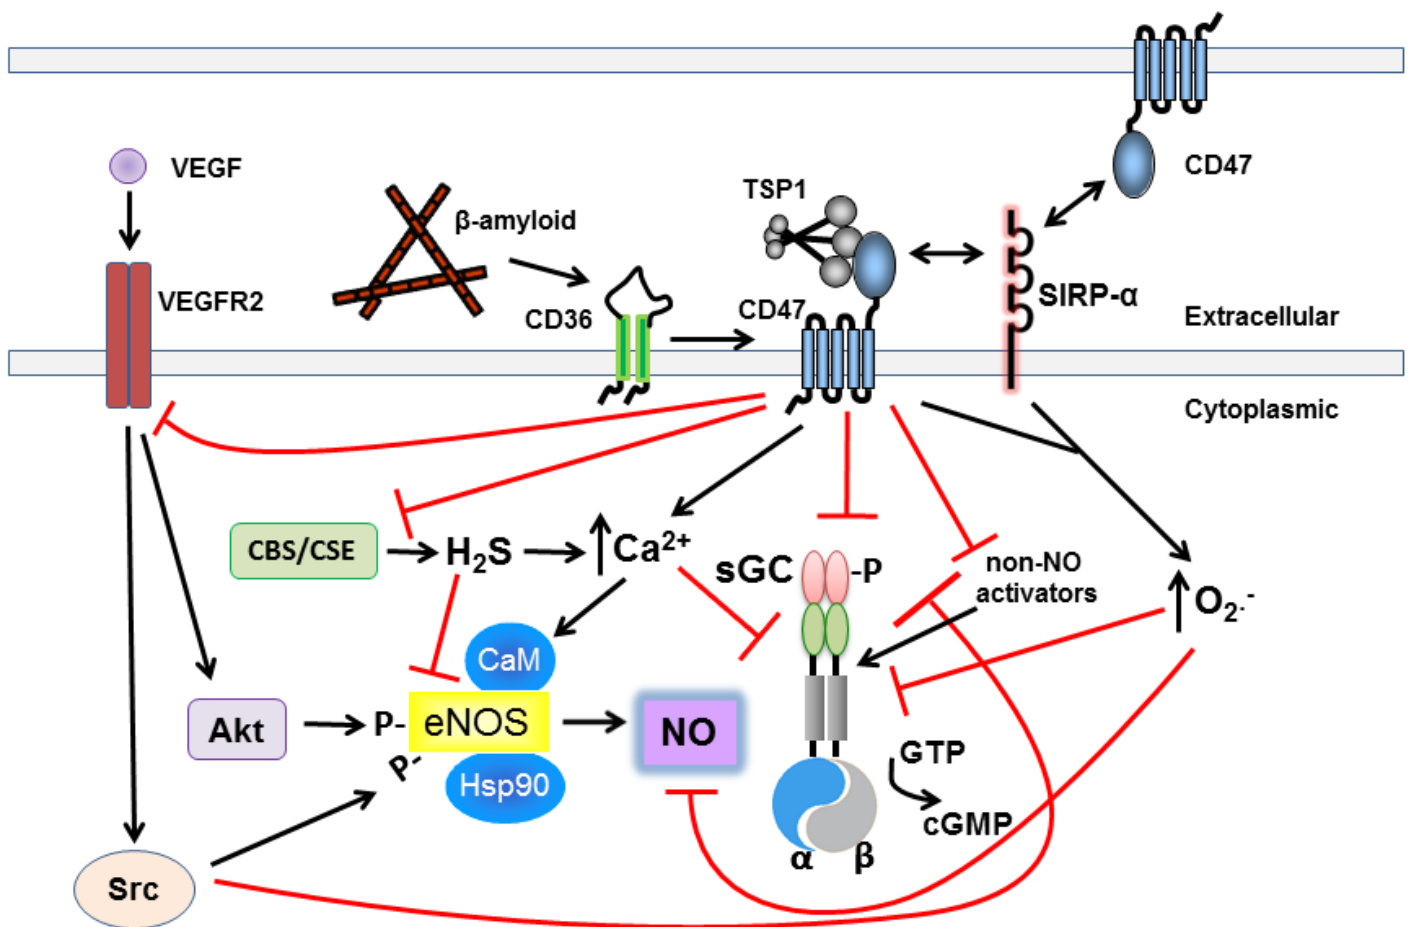 VEGF
CD47
TSP1
β-amyloid
SIRP-α
VEGFR2
CD36
CD47
Extracellular
Cytoplasmic
CBS/CSE
H₂S
Ca²⁺
sGC
-P
non-NO
activators
O₂.⁻
CaM
Akt
P-
eNOS
NO
P-
Hsp90
GTP
cGMP
α
β
Src